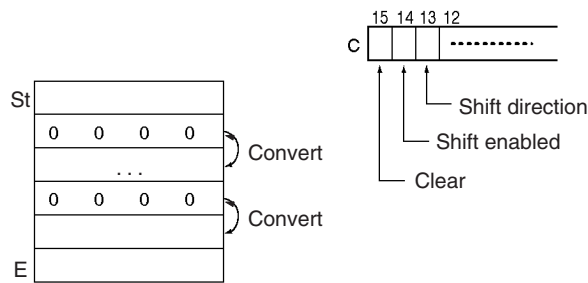 15 14 13 12
C
Shift direction
Shift enabled
Clear
St
0 0 0 0
Convert
. . .
0 0 0 0
Convert
E